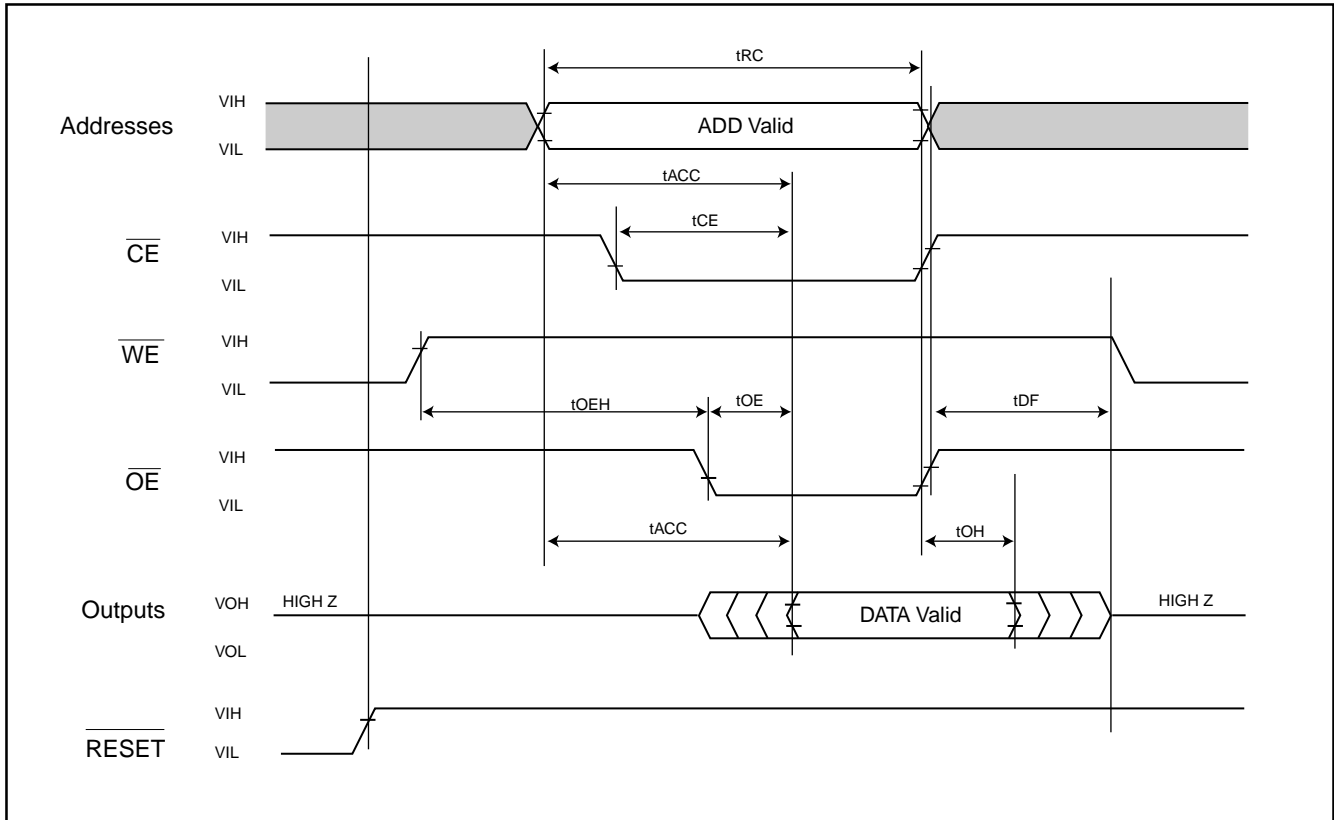 tRC
VIH
Addresses
ADD Valid
VIL
tACC
tCE
VIH
CE
VIL
VIH
WE
VIL
tOEH
tOE
tDF
VIH
OE
VIL
tACC
tOH
Outputs
VOH
HIGH Z
DATA Valid
HIGH Z
VOL
VIH
RESET
VIL